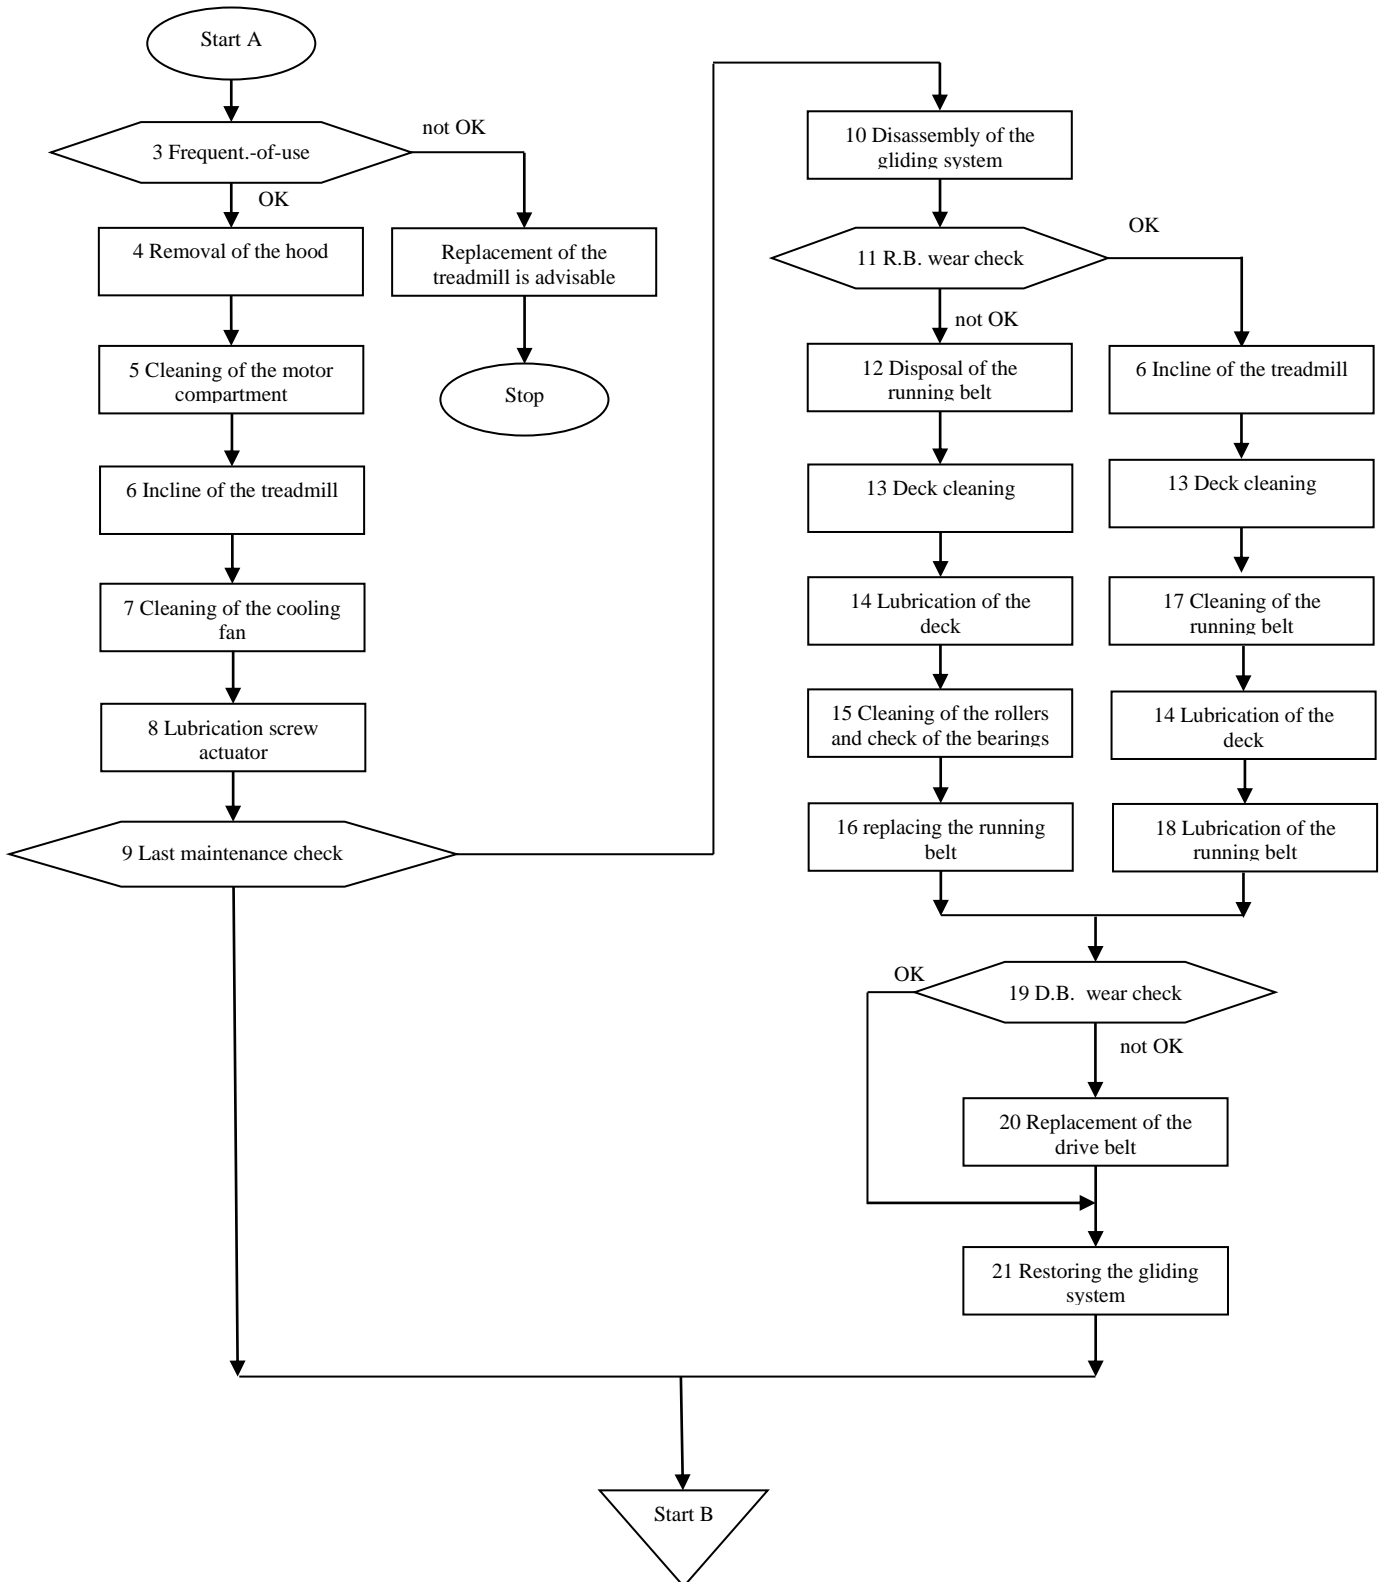 Start A
3 Frequent.-of-use
not OK
OK
4 Removal of the hood
Replacement of the
treadmill is advisable
5 Cleaning of the motor
compartment
Stop
6 Incline of the treadmill
7 Cleaning of the cooling
fan
8 Lubrication screw
actuator
9 Last maintenance check
10 Disassembly of the
gliding system
11 R.B. wear check
OK
not OK
12 Disposal of the
running belt
6 Incline of the treadmill
13 Deck cleaning
13 Deck cleaning
14 Lubrication of the
deck
17 Cleaning of the
running belt
15 Cleaning of the rollers
and check of the bearings
14 Lubrication of the
deck
16 replacing the running
belt
18 Lubrication of the
running belt
OK
19 D.B.  wear check
not OK
20 Replacement of the
drive belt
21 Restoring the gliding
system
Start B